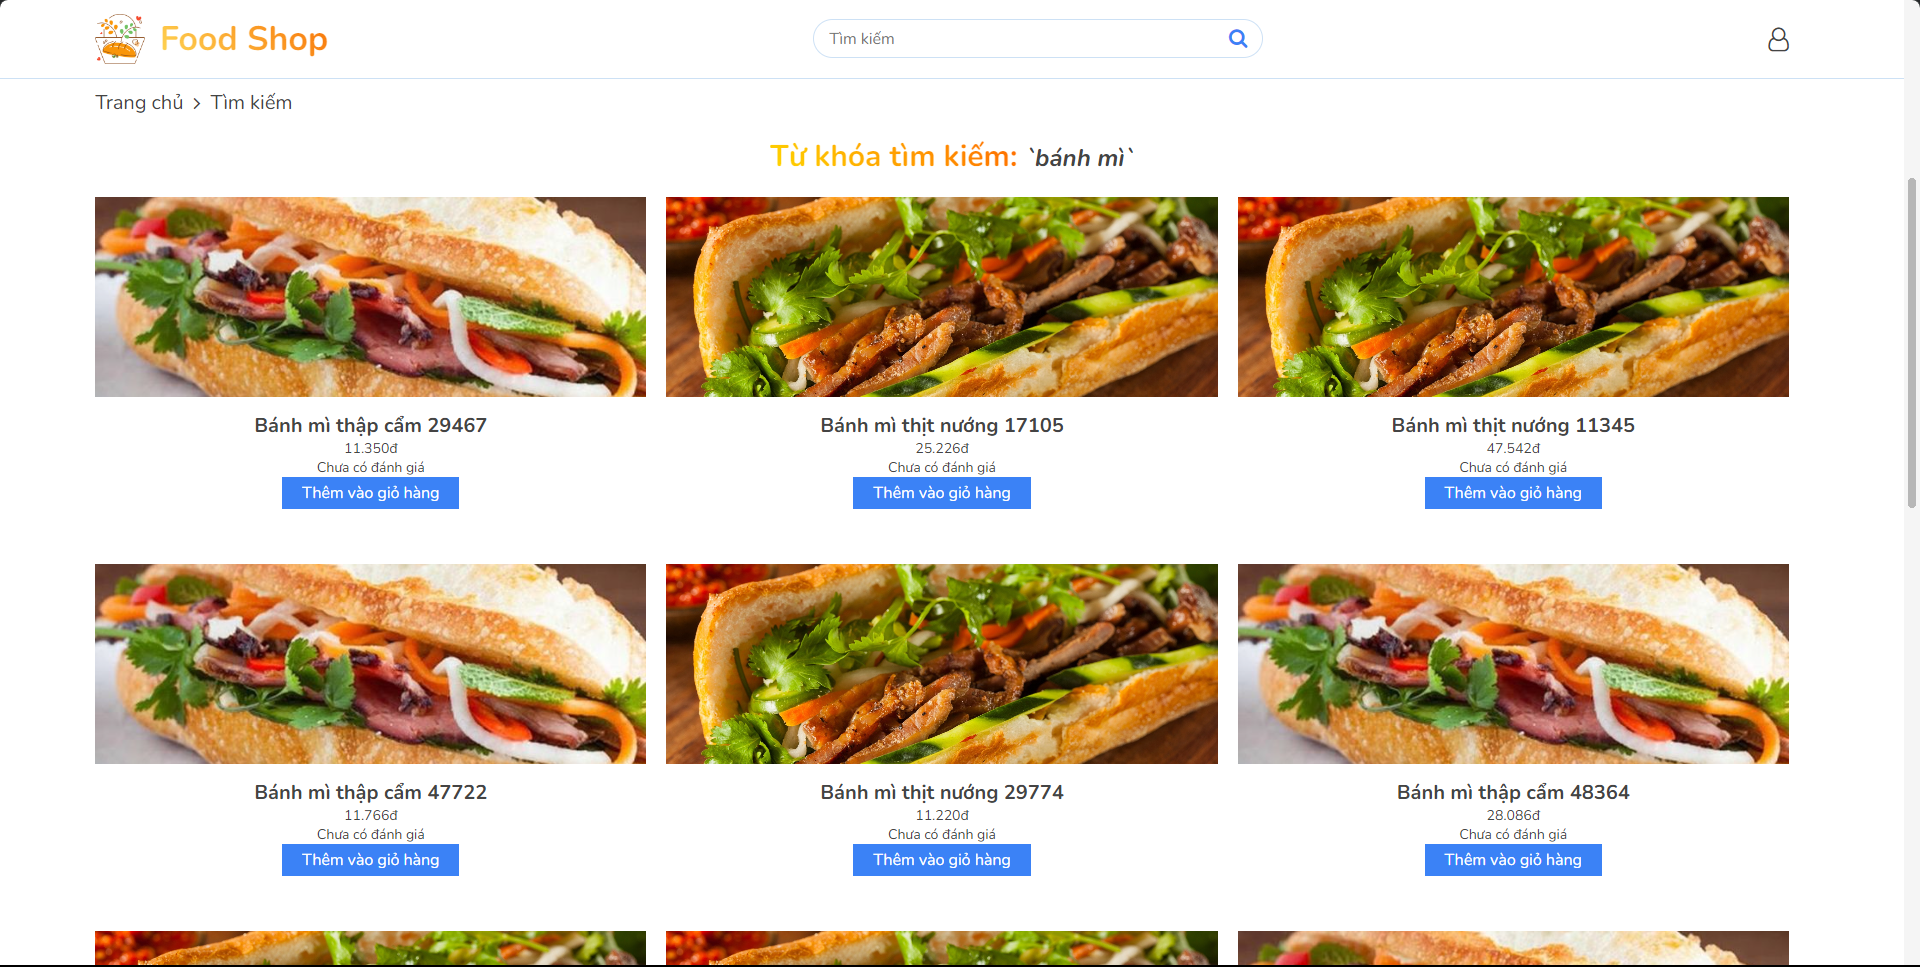 Food Shop
Tìm kiếm
Trang chủ > Tìm kiếm
Từ khóa tìm kiếm: `bánh mì`
Bánh mì thập cẩm 29467
11.350đ
Chưa có đánh giá
Thêm vào giỏ hàng
Bánh mì thịt nướng 17105
25.226đ
Chưa có đánh giá
Thêm vào giỏ hàng
Bánh mì thịt nướng 11345
47.542đ
Chưa có đánh giá
Thêm vào giỏ hàng
Bánh mì thập cẩm 47722
11.766đ
Chưa có đánh giá
Thêm vào giỏ hàng
Bánh mì thịt nướng 29774
11.220đ
Chưa có đánh giá
Thêm vào giỏ hàng
Bánh mì thập cẩm 48364
28.086đ
Chưa có đánh giá
Thêm vào giỏ hàng